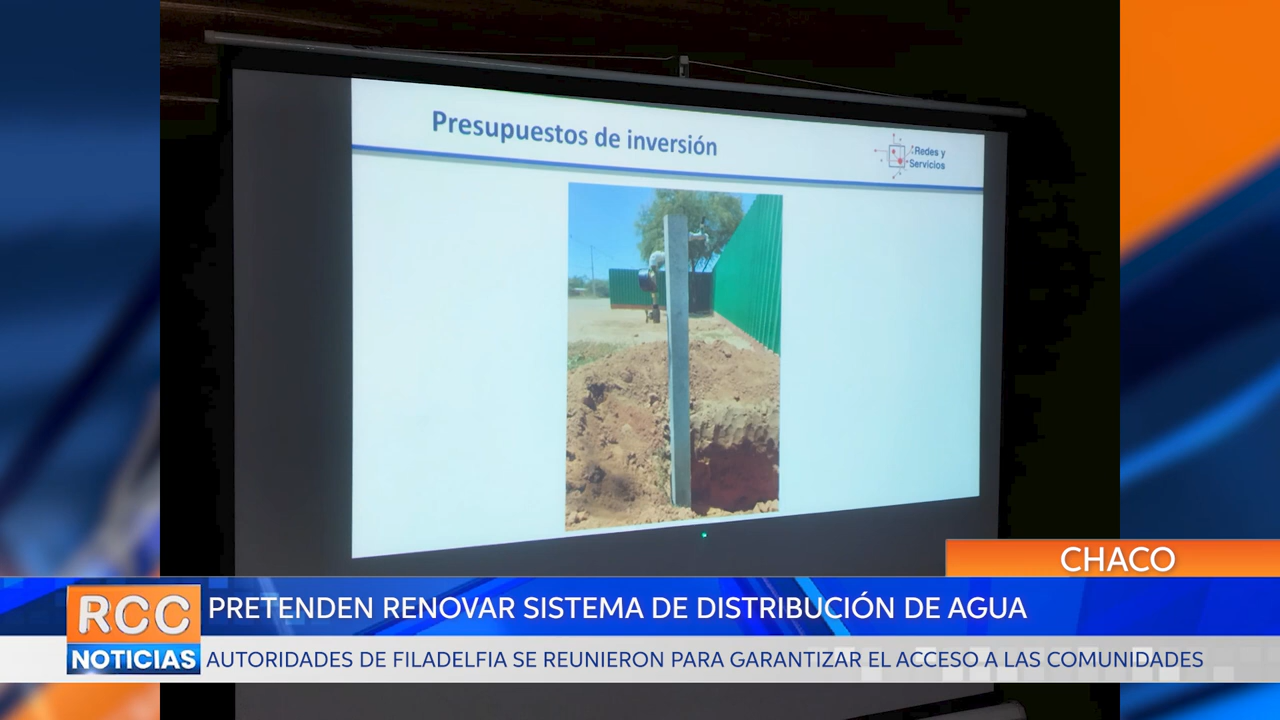 Presupuestos de inversión
Redes y
Servicios
CHACO
RCC
NOTICIAS
PRETENDEN RENOVAR SISTEMA DE DISTRIBUCIÓN DE AGUA
AUTORIDADES DE FILADELFIA SE REUNIERON PARA GARANTIZAR EL ACCESO A LAS COMUNIDADES